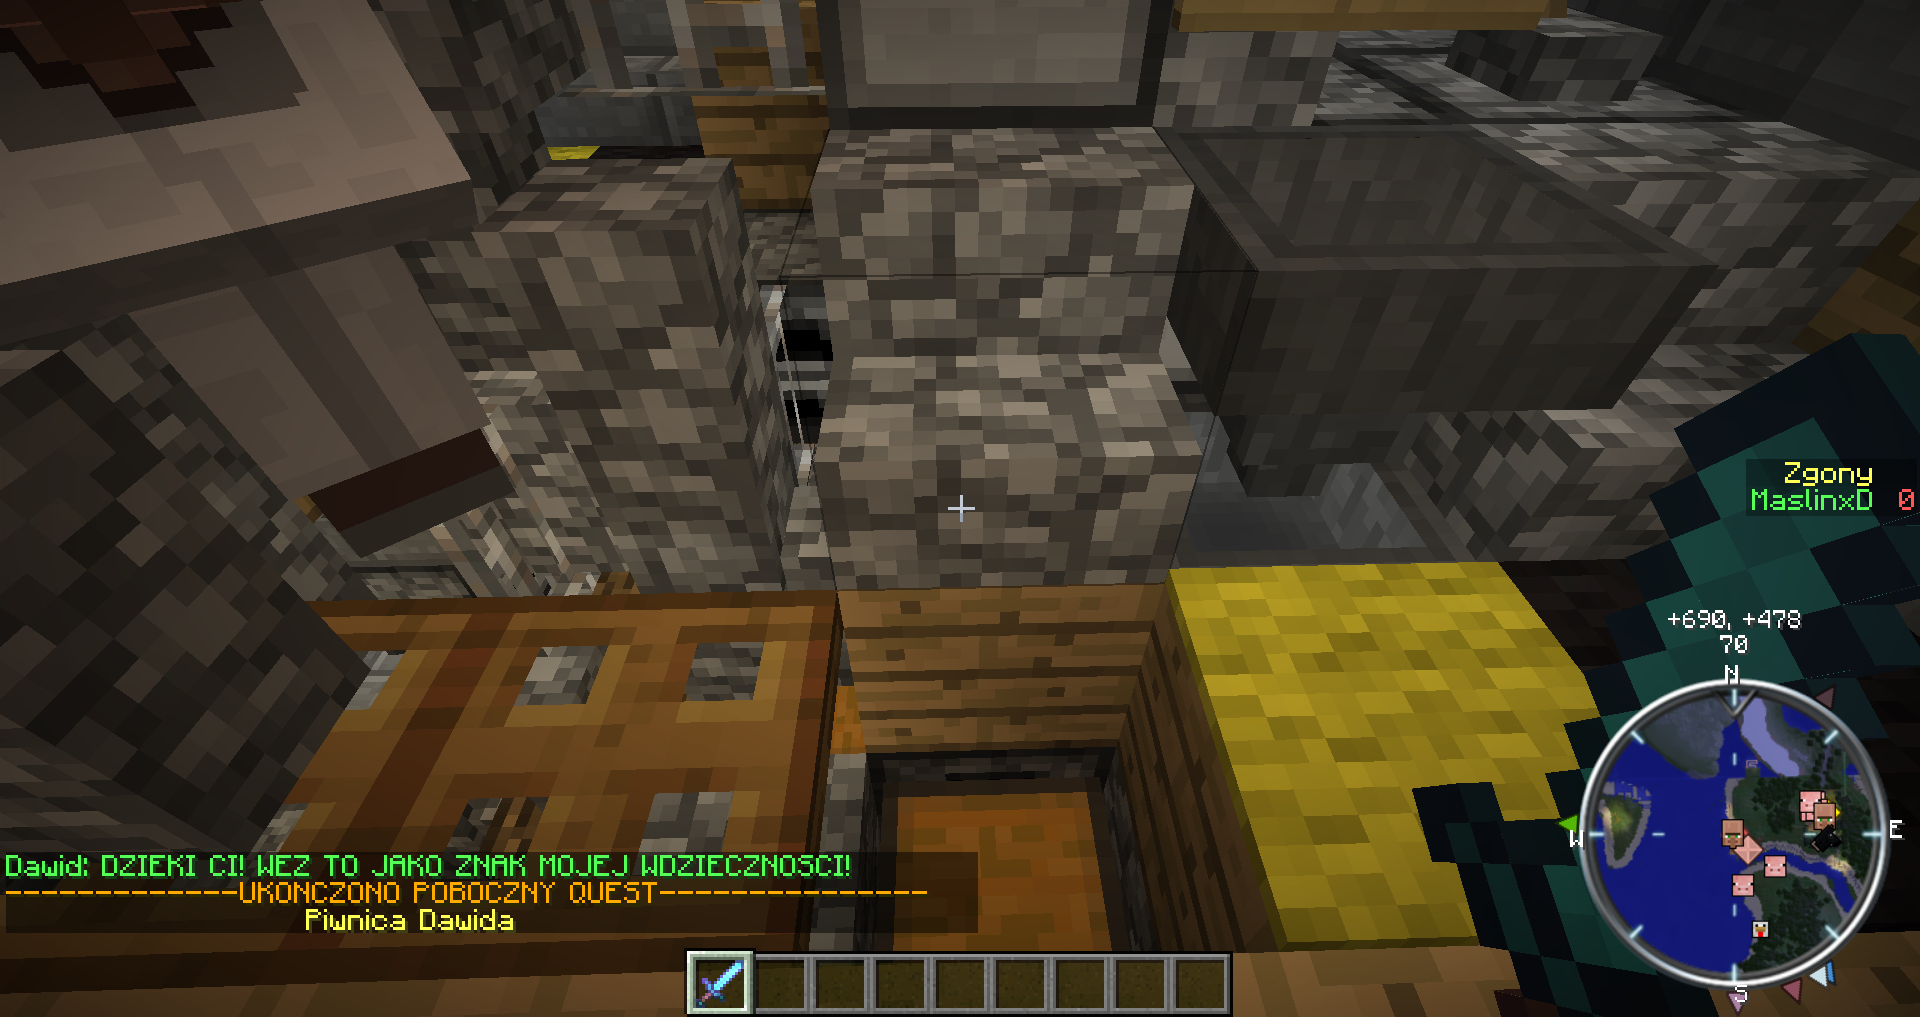 Zgony
MaslinxD 0
+690, +478
70
N
W
E
S
Dawid: DZIEKI CI! WEZ TO JAKO ZNAK MOJEJ WDZIECZNOSCI!
---------------UKONCZONO POBOCZNY QUEST------------------
Piwnica Dawida